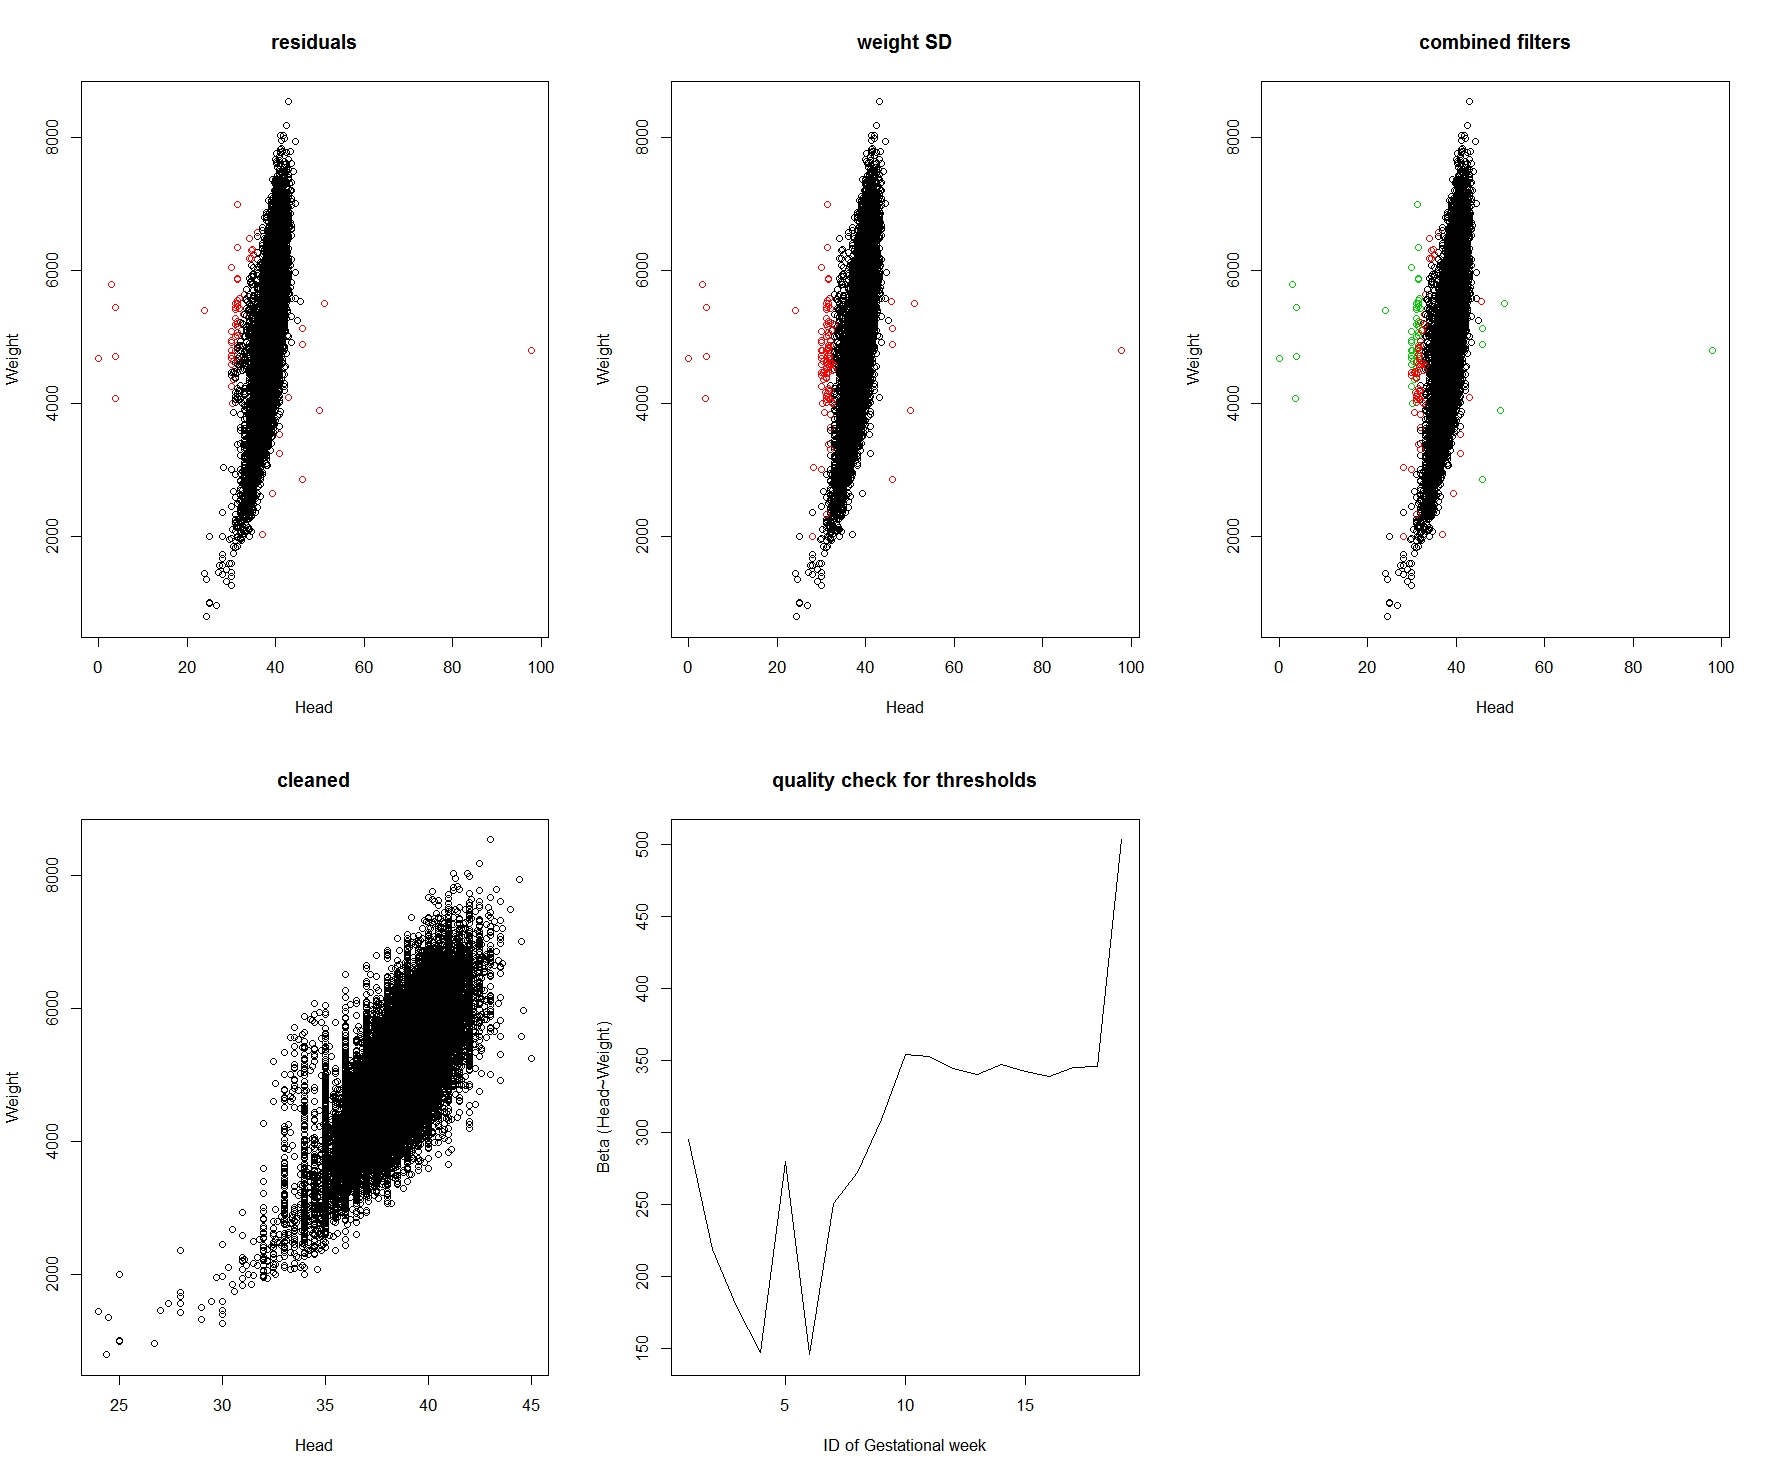 residuals
Weight
8000
6000
4000
2000
0 20 40 60 80 100
Head
weight SD
Weight
8000
6000
4000
2000
0 20 40 60 80 100
Head
combined filters
Weight
8000
6000
4000
2000
0 20 40 60 80 100
Head
cleaned
Weight
8000
6000
4000
2000
25 30 35 40 45
Head
quality check for thresholds
Beta (Head~Weight)
500
450
400
350
300
250
200
150
5 10 15
ID of Gestational week